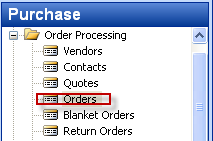 Purchase
Order Processing
Vendors
Contacts
Quotes
Orders
Blanket Orders
Return Orders